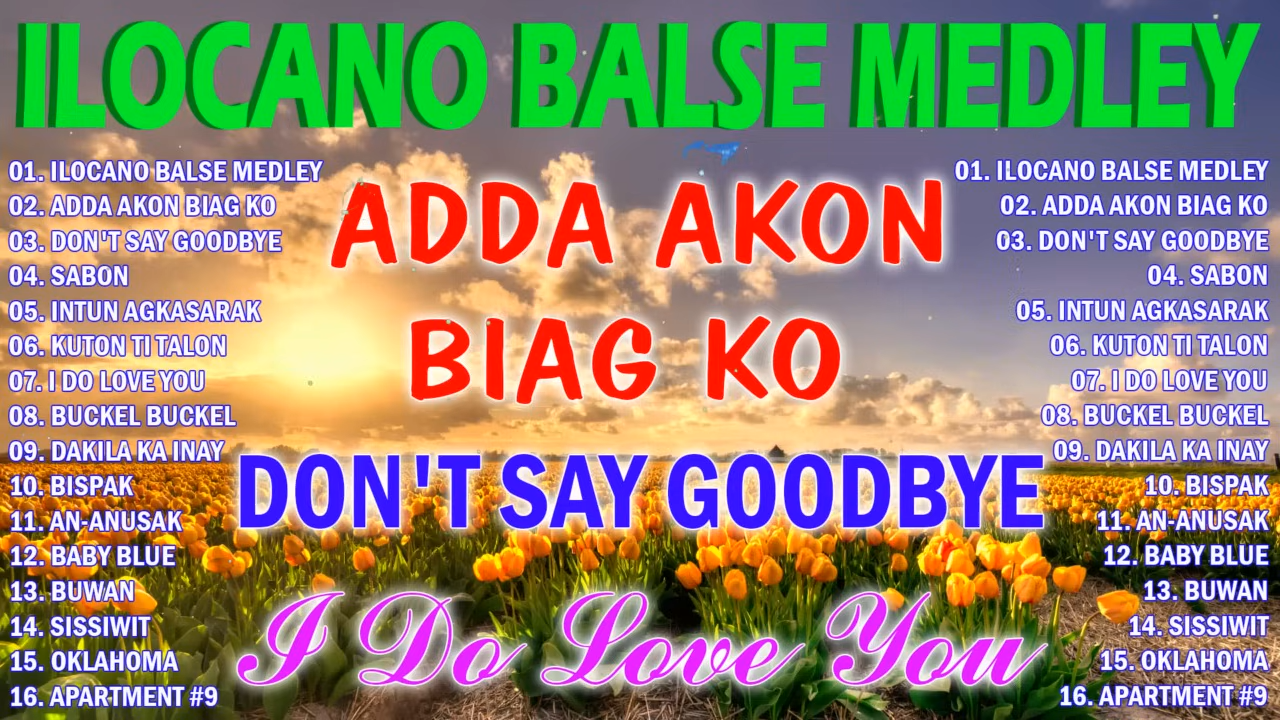 ILOCANO BALSE MEDLEY
01. ILOCANO BALSE MEDLEY
02. ADDA AKON BIAG KO
03. DON'T SAY GOODBYE
04. SABON
05. INTUN AGKASARAK
06. KUTON TI TALON
07. I DO LOVE YOU
08. BUCKEL BUCKEL
09. DAKILA KA INAY
10. BISPAK
11. AN-ANUSAK
12. BABY BLUE
13. BUWAN
14. SISSIWIT
15. OKLAHOMA
16. APARTMENT #9
ADDA AKON
BIAG KO
DON'T SAY GOODBYE
I Do Love You
01. ILOCANO BALSE MEDLEY
02. ADDA AKON BIAG KO
03. DON'T SAY GOODBYE
04. SABON
05. INTUN AGKASARAK
06. KUTON TI TALON
07. I DO LOVE YOU
08. BUCKEL BUCKEL
09. DAKILA KA INAY
10. BISPAK
11. AN-ANUSAK
12. BABY BLUE
13. BUWAN
14. SISSIWIT
15. OKLAHOMA
16. APARTMENT #9